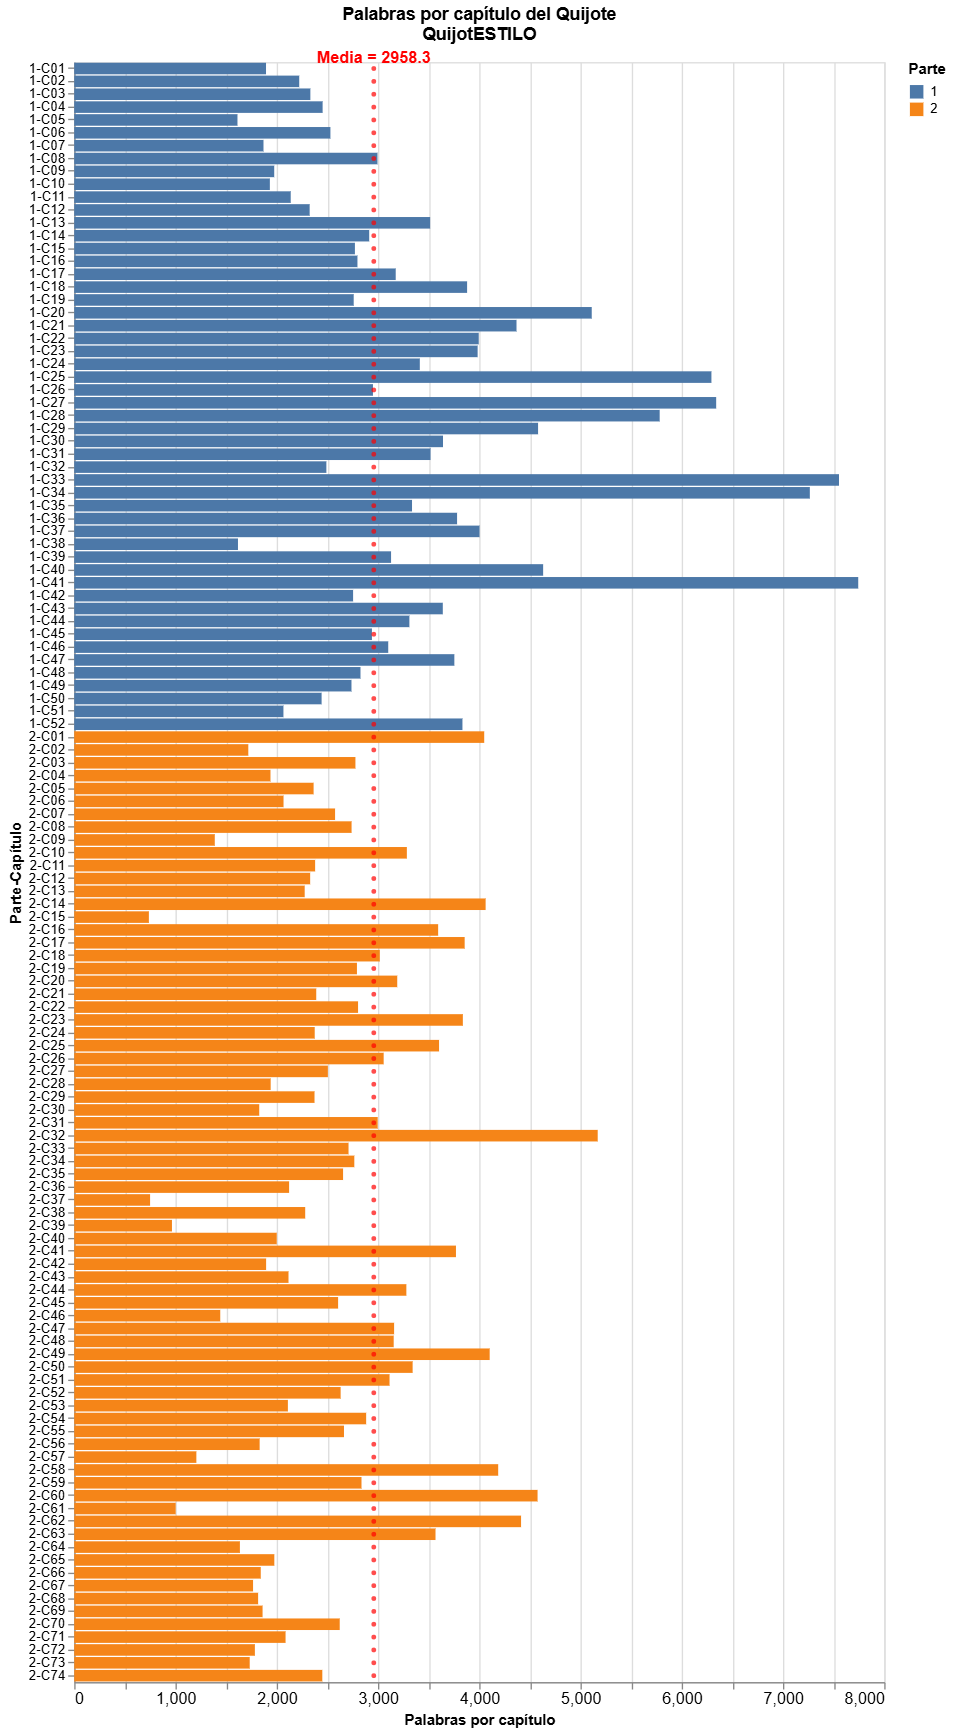 Palabras por capítulo del Quijote
QuijotESTILO
Media = 2958.3
Parte
1
2
1-C01
1-C02
1-C03
1-C04
1-C05
1-C06
1-C07
1-C08
1-C09
1-C10
1-C11
1-C12
1-C13
1-C14
1-C15
1-C16
1-C17
1-C18
1-C19
1-C20
1-C21
1-C22
1-C23
1-C24
1-C25
1-C26
1-C27
1-C28
1-C29
1-C30
1-C31
1-C32
1-C33
1-C34
1-C35
1-C36
1-C37
1-C38
1-C39
1-C40
1-C41
1-C42
1-C43
1-C44
1-C45
1-C46
1-C47
1-C48
1-C49
1-C50
1-C51
1-C52
2-C01
2-C02
2-C03
2-C04
2-C05
2-C06
2-C07
2-C08
2-C09
2-C10
2-C11
2-C12
2-C13
2-C14
2-C15
2-C16
2-C17
2-C18
2-C19
2-C20
2-C21
2-C22
2-C23
2-C24
2-C25
2-C26
2-C27
2-C28
2-C29
2-C30
2-C31
2-C32
2-C33
2-C34
2-C35
2-C36
2-C37
2-C38
2-C39
2-C40
2-C41
2-C42
2-C43
2-C44
2-C45
2-C46
2-C47
2-C48
2-C49
2-C50
2-C51
2-C52
2-C53
2-C54
2-C55
2-C56
2-C57
2-C58
2-C59
2-C60
2-C61
2-C62
2-C63
2-C64
2-C65
2-C66
2-C67
2-C68
2-C69
2-C70
2-C71
2-C72
2-C73
2-C74
Parte-Capítulo
0 1,000 2,000 3,000 4,000 5,000 6,000 7,000 8,000
Palabras por capítulo